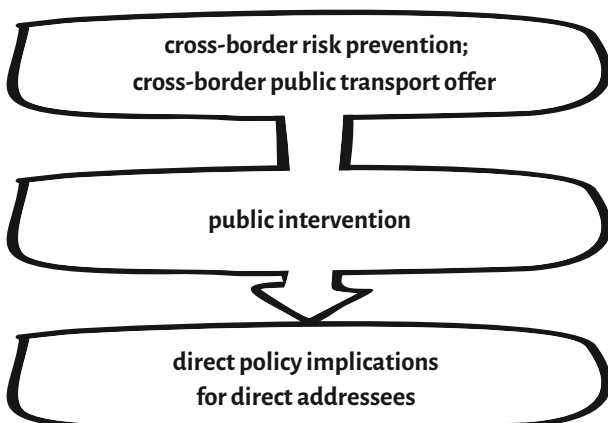 cross-border risk prevention;
cross-border public transport offer
public intervention
direct policy implications
for direct addressees